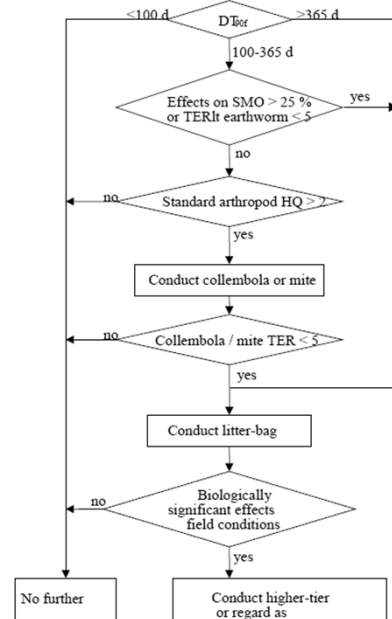 <100 d
DT90f
>365 d
100-365 d
Effects on SMO > 25 %
or TERlt earthworm < 5
yes
no
Standard arthropod HQ > 2
no
yes
Conduct collembola or mite
Collembola / mite TER < 5
no
yes
Conduct litter-bag
Biologically
significant effects
field conditions
no
yes
No further
Conduct higher-tier
or regard as